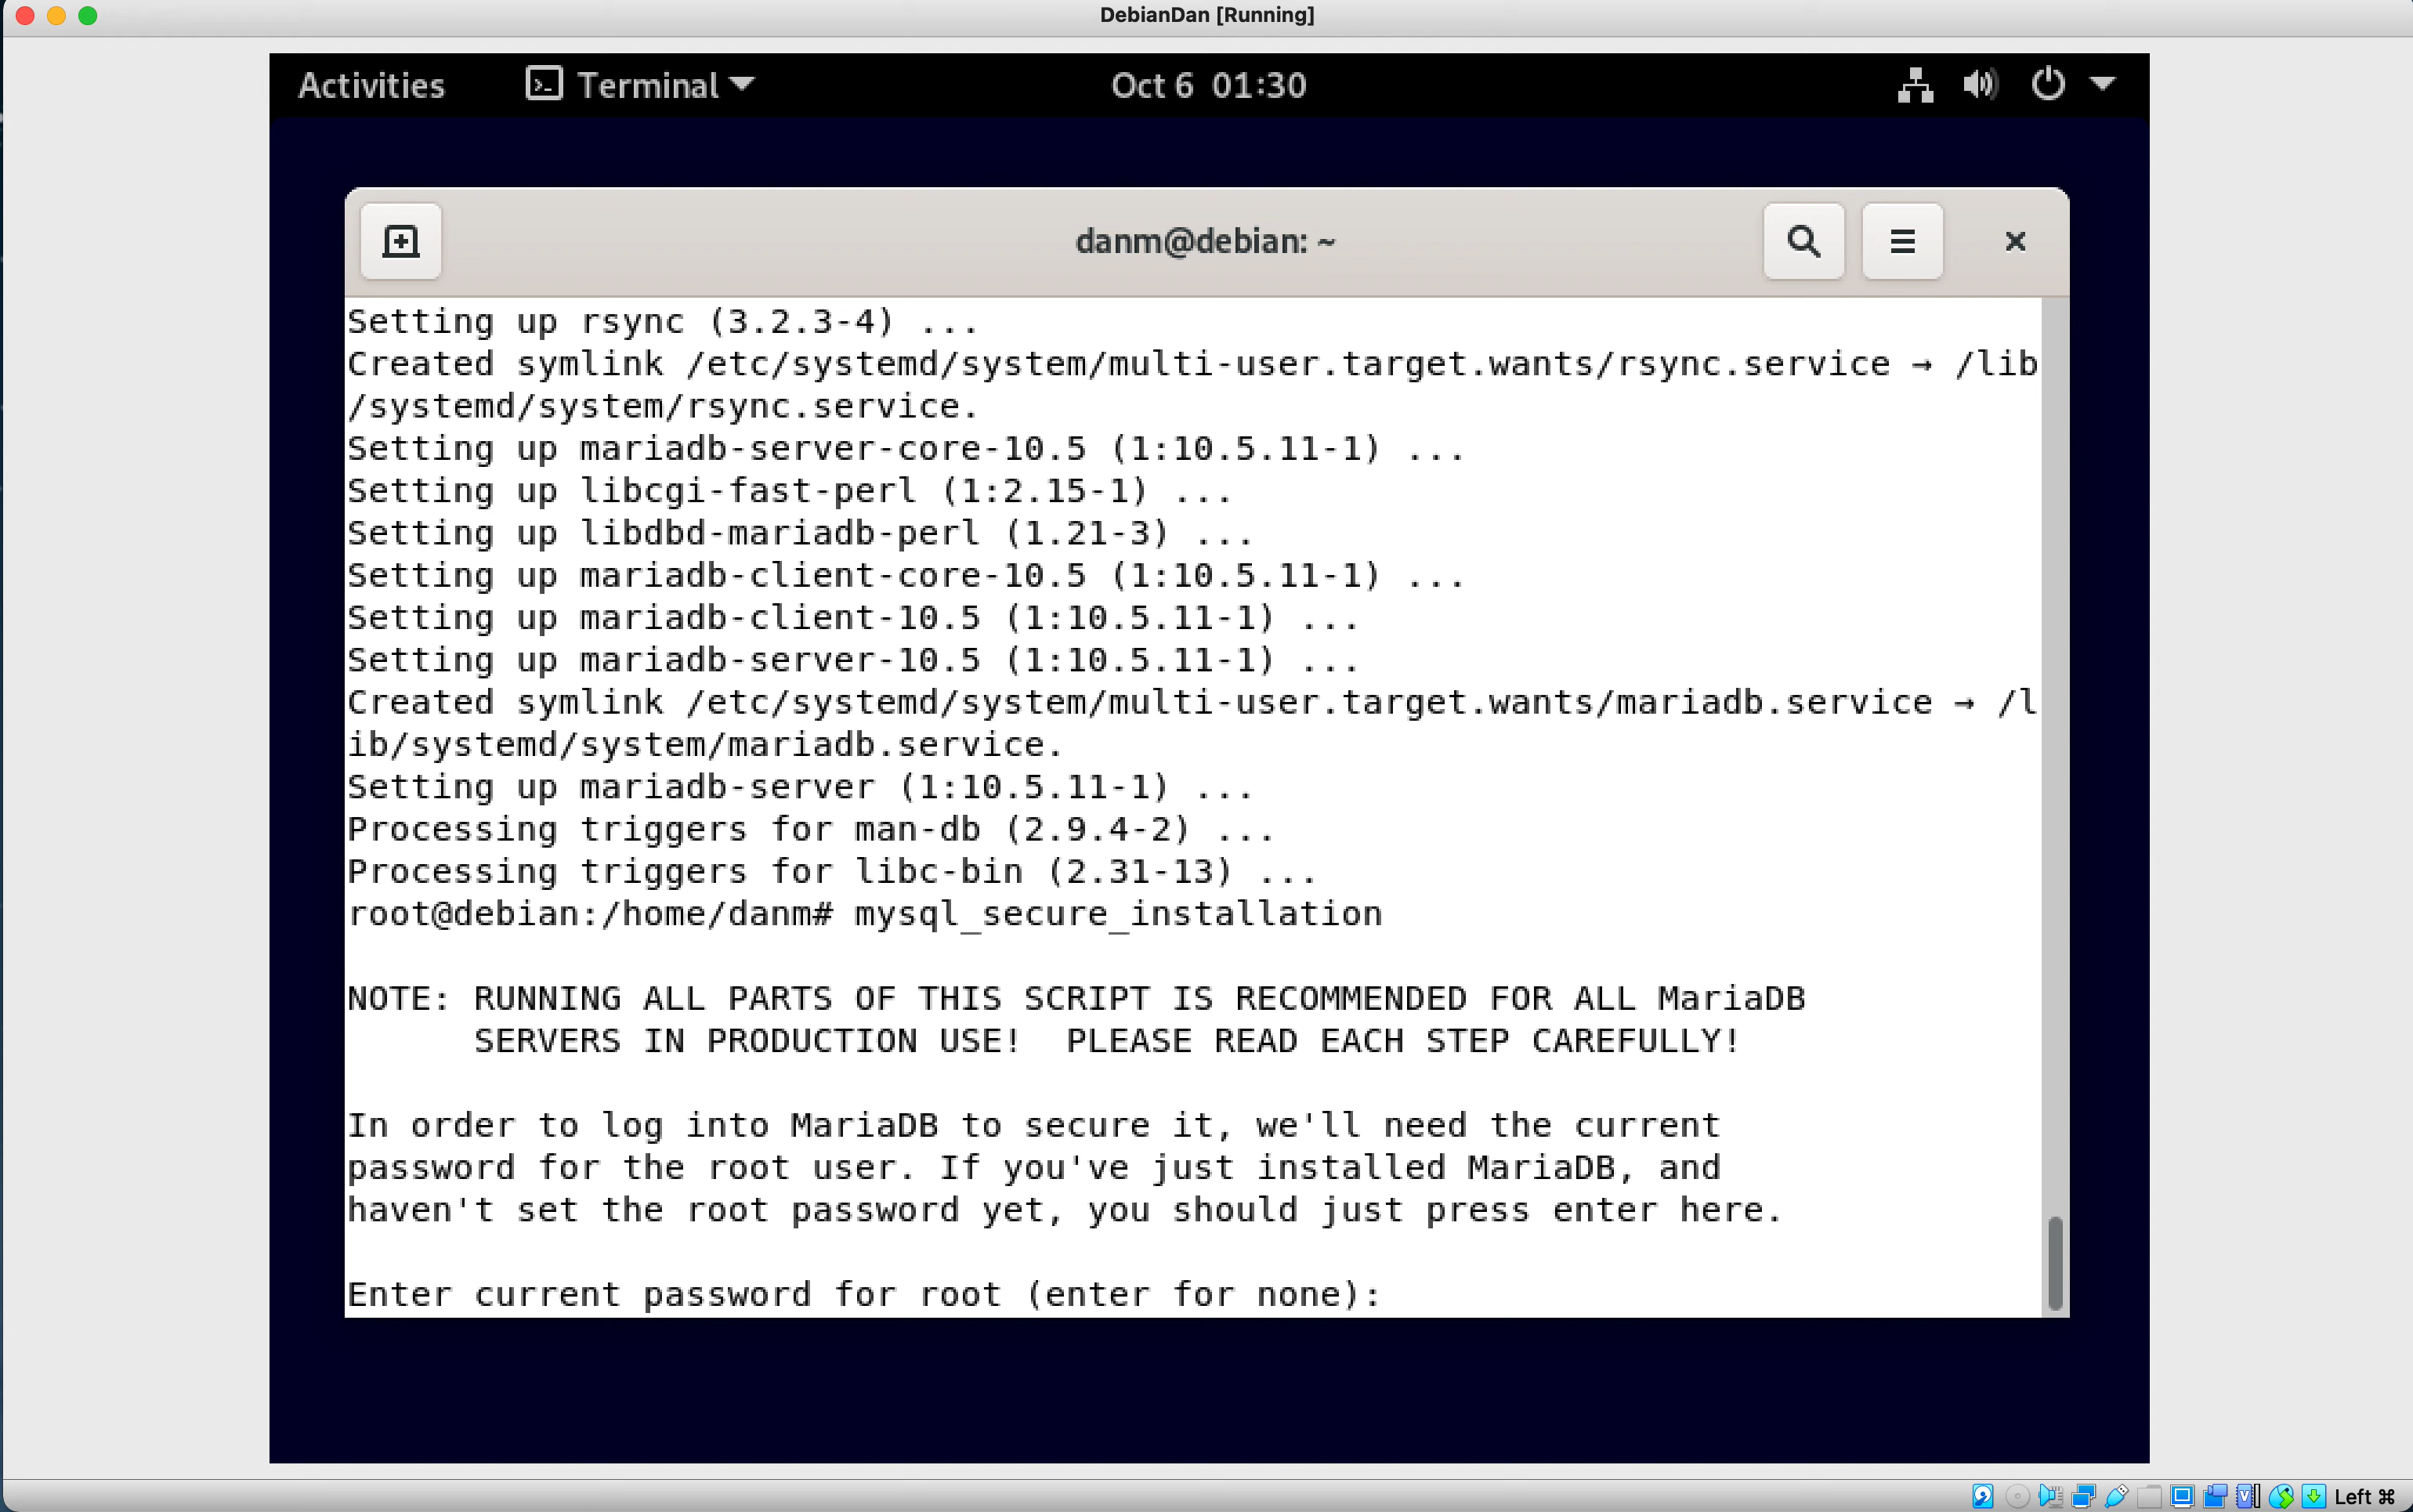 DebianDan [Running]
Activities Terminal Oct 6 01:30
danm@debian: ~
Setting up rsync (3.2.3-4) ...
Created symlink /etc/systemd/system/multi-user.target.wants/rsync.service → /lib
/systemd/system/rsync.service.
Setting up mariadb-server-core-10.5 (1:10.5.11-1) ...
Setting up libcgi-fast-perl (1:2.15-1) ...
Setting up libdbd-mariadb-perl (1.21-3) ...
Setting up mariadb-client-core-10.5 (1:10.5.11-1) ...
Setting up mariadb-client-10.5 (1:10.5.11-1) ...
Setting up mariadb-server-10.5 (1:10.5.11-1) ...
Created symlink /etc/systemd/system/multi-user.target.wants/mariadb.service → /l
ib/systemd/system/mariadb.service.
Setting up mariadb-server (1:10.5.11-1) ...
Processing triggers for man-db (2.9.4-2) ...
Processing triggers for libc-bin (2.31-13) ...
root@debian:/home/danm# mysql_secure_installation
NOTE: RUNNING ALL PARTS OF THIS SCRIPT IS RECOMMENDED FOR ALL MariaDB
SERVERS IN PRODUCTION USE!  PLEASE READ EACH STEP CAREFULLY!
In order to log into MariaDB to secure it, we'll need the current
password for the root user. If you've just installed MariaDB, and
haven't set the root password yet, you should just press enter here.
Enter current password for root (enter for none):
Left ⌘